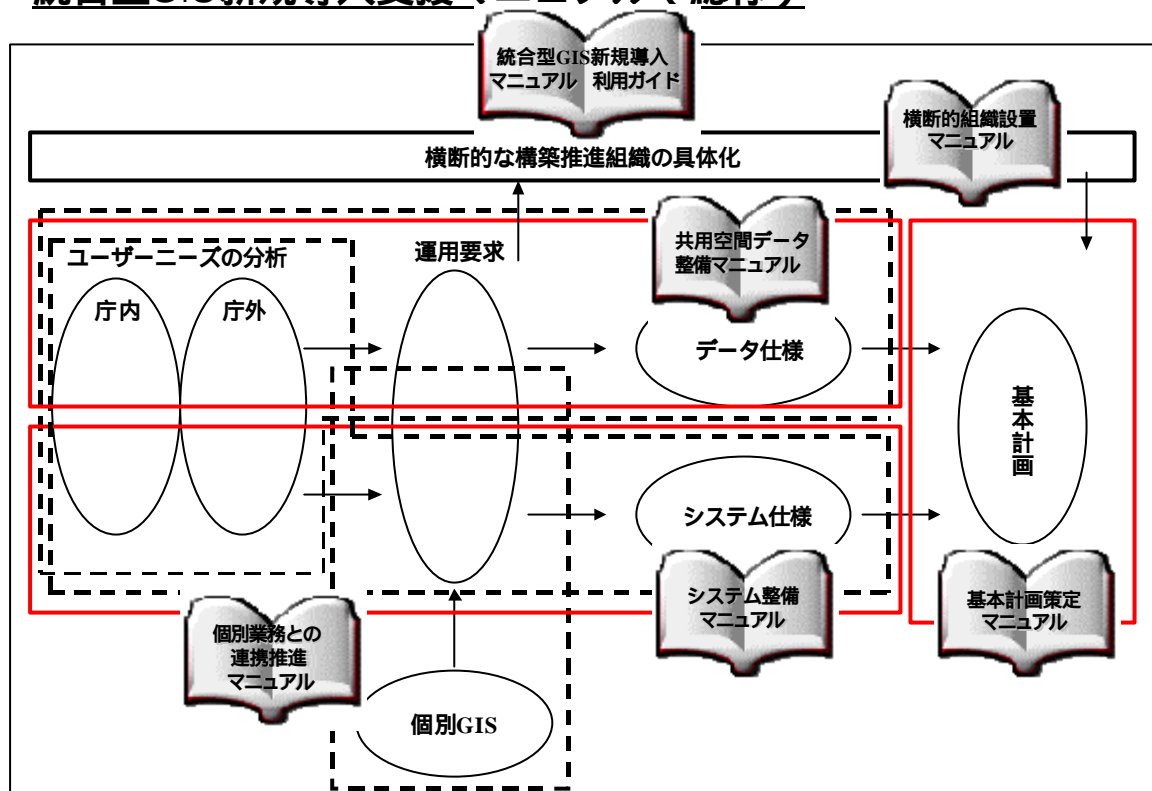 統合型GIS新規導入
マニュアル 利用ガイド
横断的組織設置
マニュアル
横断的な構築推進組織の具体化
ユーザーニーズの分析
庁内
庁外
運用要求
共用空間データ
整備マニュアル
データ仕様
基本計画
システム仕様
システム整備
マニュアル
基本計画策定
マニュアル
個別業務との
連携推進
マニュアル
個別GIS